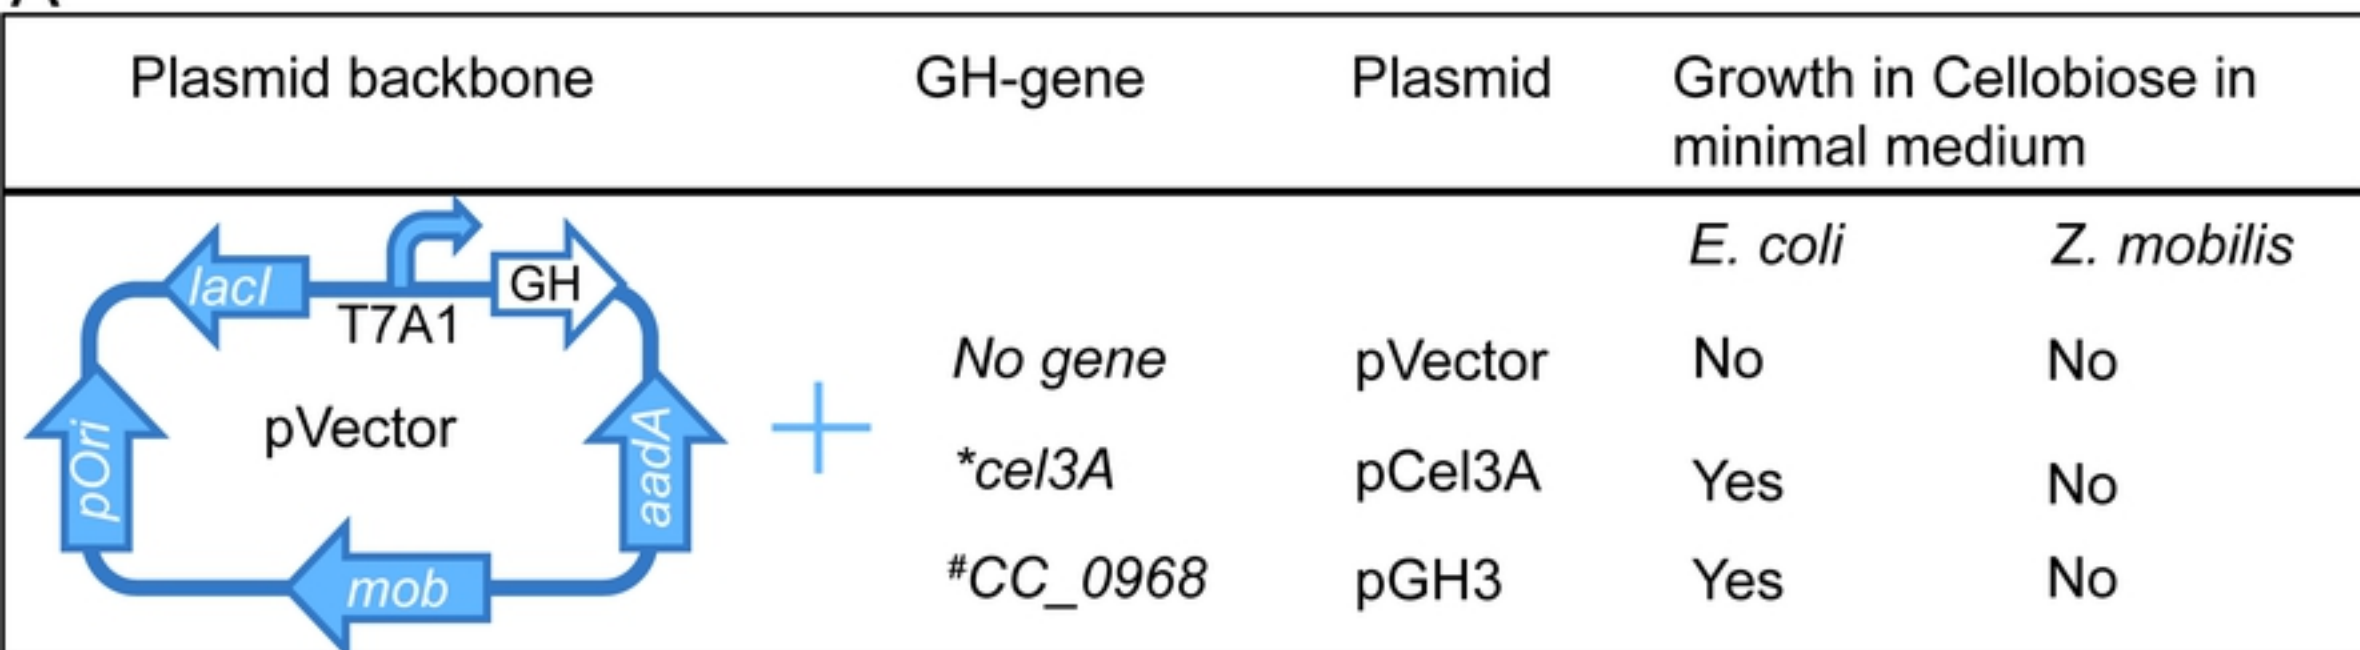 Plasmid backbone GH-gene Plasmid Growth in Cellobiose in
minimal medium
E. coli Z. mobilis
lacI GH
T7A1
No gene pVector No No
pVector
pOri aadA
*cel3A pCel3A Yes No
#CC_0968 pGH3 Yes No
mob